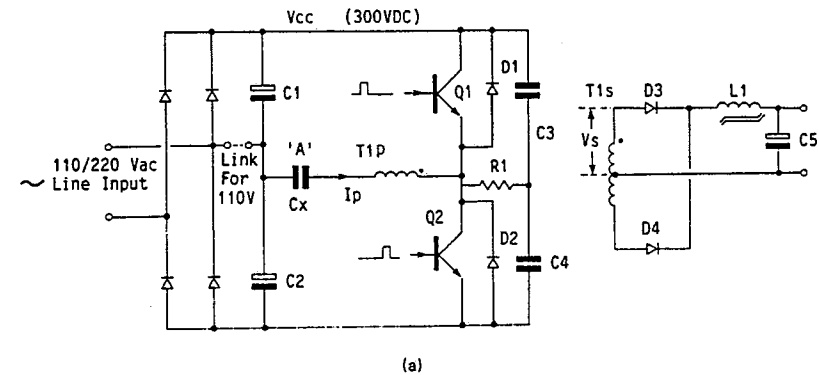 Vcc (300VDC)
C1
Q1
D1
C3
T1s
D3
L1
Vs
C5
110/220 Vac
~ Line Input
Link
For
110V
'A'
Cx
Ip
T1P
R1
Q2
D2
C4
C2
D4
(a)